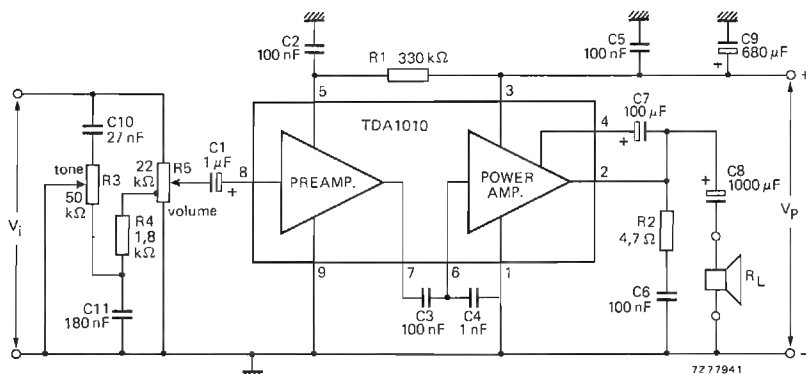 C2
100 nF
R1 330 kΩ
C5
100 nF
C9
+ 680 μF
+
5
3
TDA1010
C7
100 μF
4
+
C10
27 nF
tone
R3
50
kΩ
22
kΩ
R5
volume
R4
1,8
kΩ
C1
1 μF
8
+
PREAMP.
POWER
AMP.
2
C8
+ 1000 μF
Vi
Vp
R2
4,7 Ω
RL
9
7
6
1
C11
180 nF
C3
100 nF
C4
1 nF
C6
100 nF
−
7Z77941